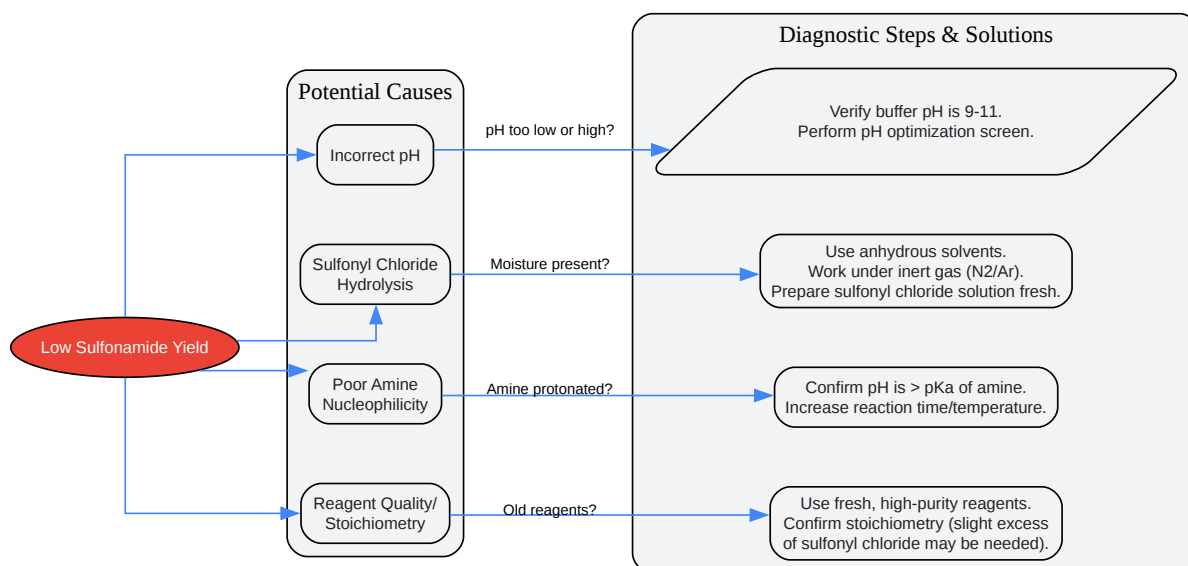 Diagnostic Steps & Solutions
Potential Causes
Verify buffer pH is 9-11.
Perform pH optimization screen.
pH too low or high?
Incorrect pH
Sulfonyl Chloride
Hydrolysis
Moisture present?
Use anhydrous solvents.
Work under inert gas (N2/Ar).
Prepare sulfonyl chloride solution fresh.
Low Sulfonamide Yield
Poor Amine
Nucleophilicity
Amine protonated?
Confirm pH is > pKa of amine.
Increase reaction time/temperature.
Reagent Quality/
Stoichiometry
Old reagents?
Use fresh, high-purity reagents.
Confirm stoichiometry (slight excess
of sulfonyl chloride may be needed).